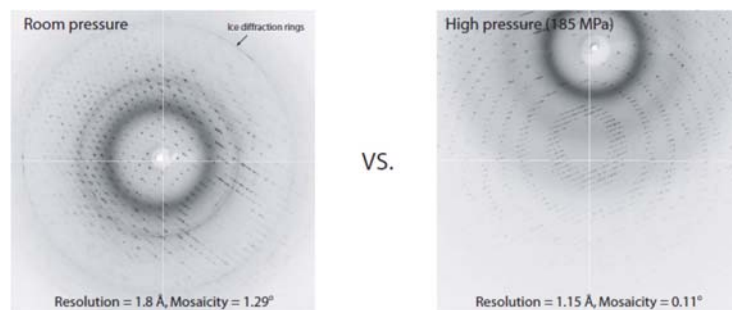 Room pressure
Ice diffraction rings
Resolution = 1.8 Å, Mosaicity = 1.29°
VS.
High pressure (185 MPa)
Resolution = 1.15 Å, Mosaicity = 0.11°